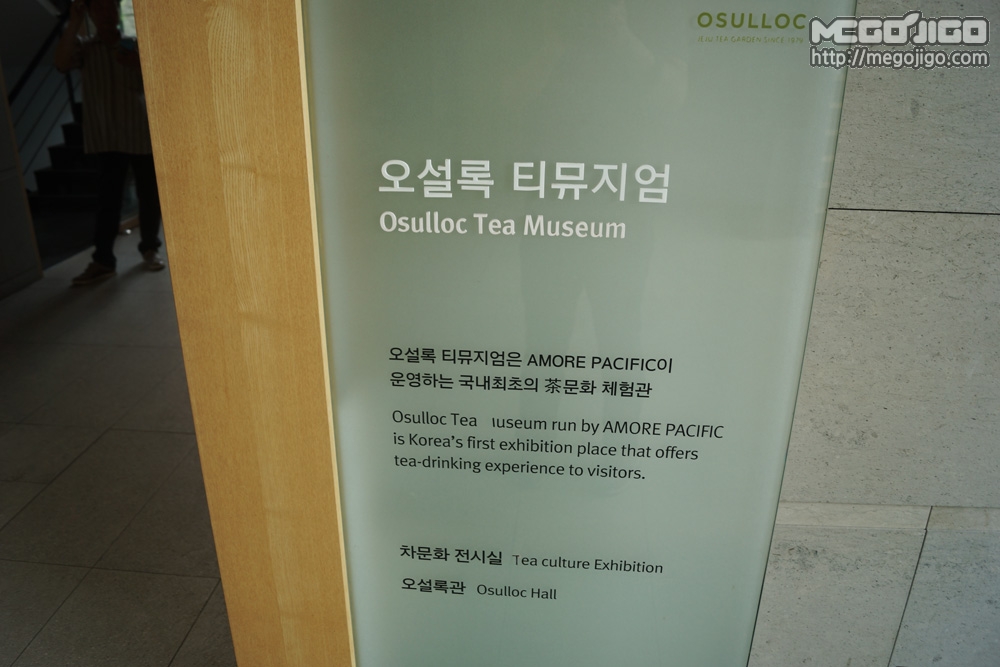 OSULLOC
MEGOJIGO
http://megojigo.com
오설록 티뮤지엄
Osulloc Tea Museum
오설록 티뮤지엄은 AMORE PACIFIC이
운영하는 국내최초의 茶문화 체험관
Osulloc Tea useum run by AMORE PACIFIC
is Korea's first exhibition place that offers
tea-drinking experience to visitors.
차문화 전시실 Tea culture Exhibition
오설록관 Osulloc Hall